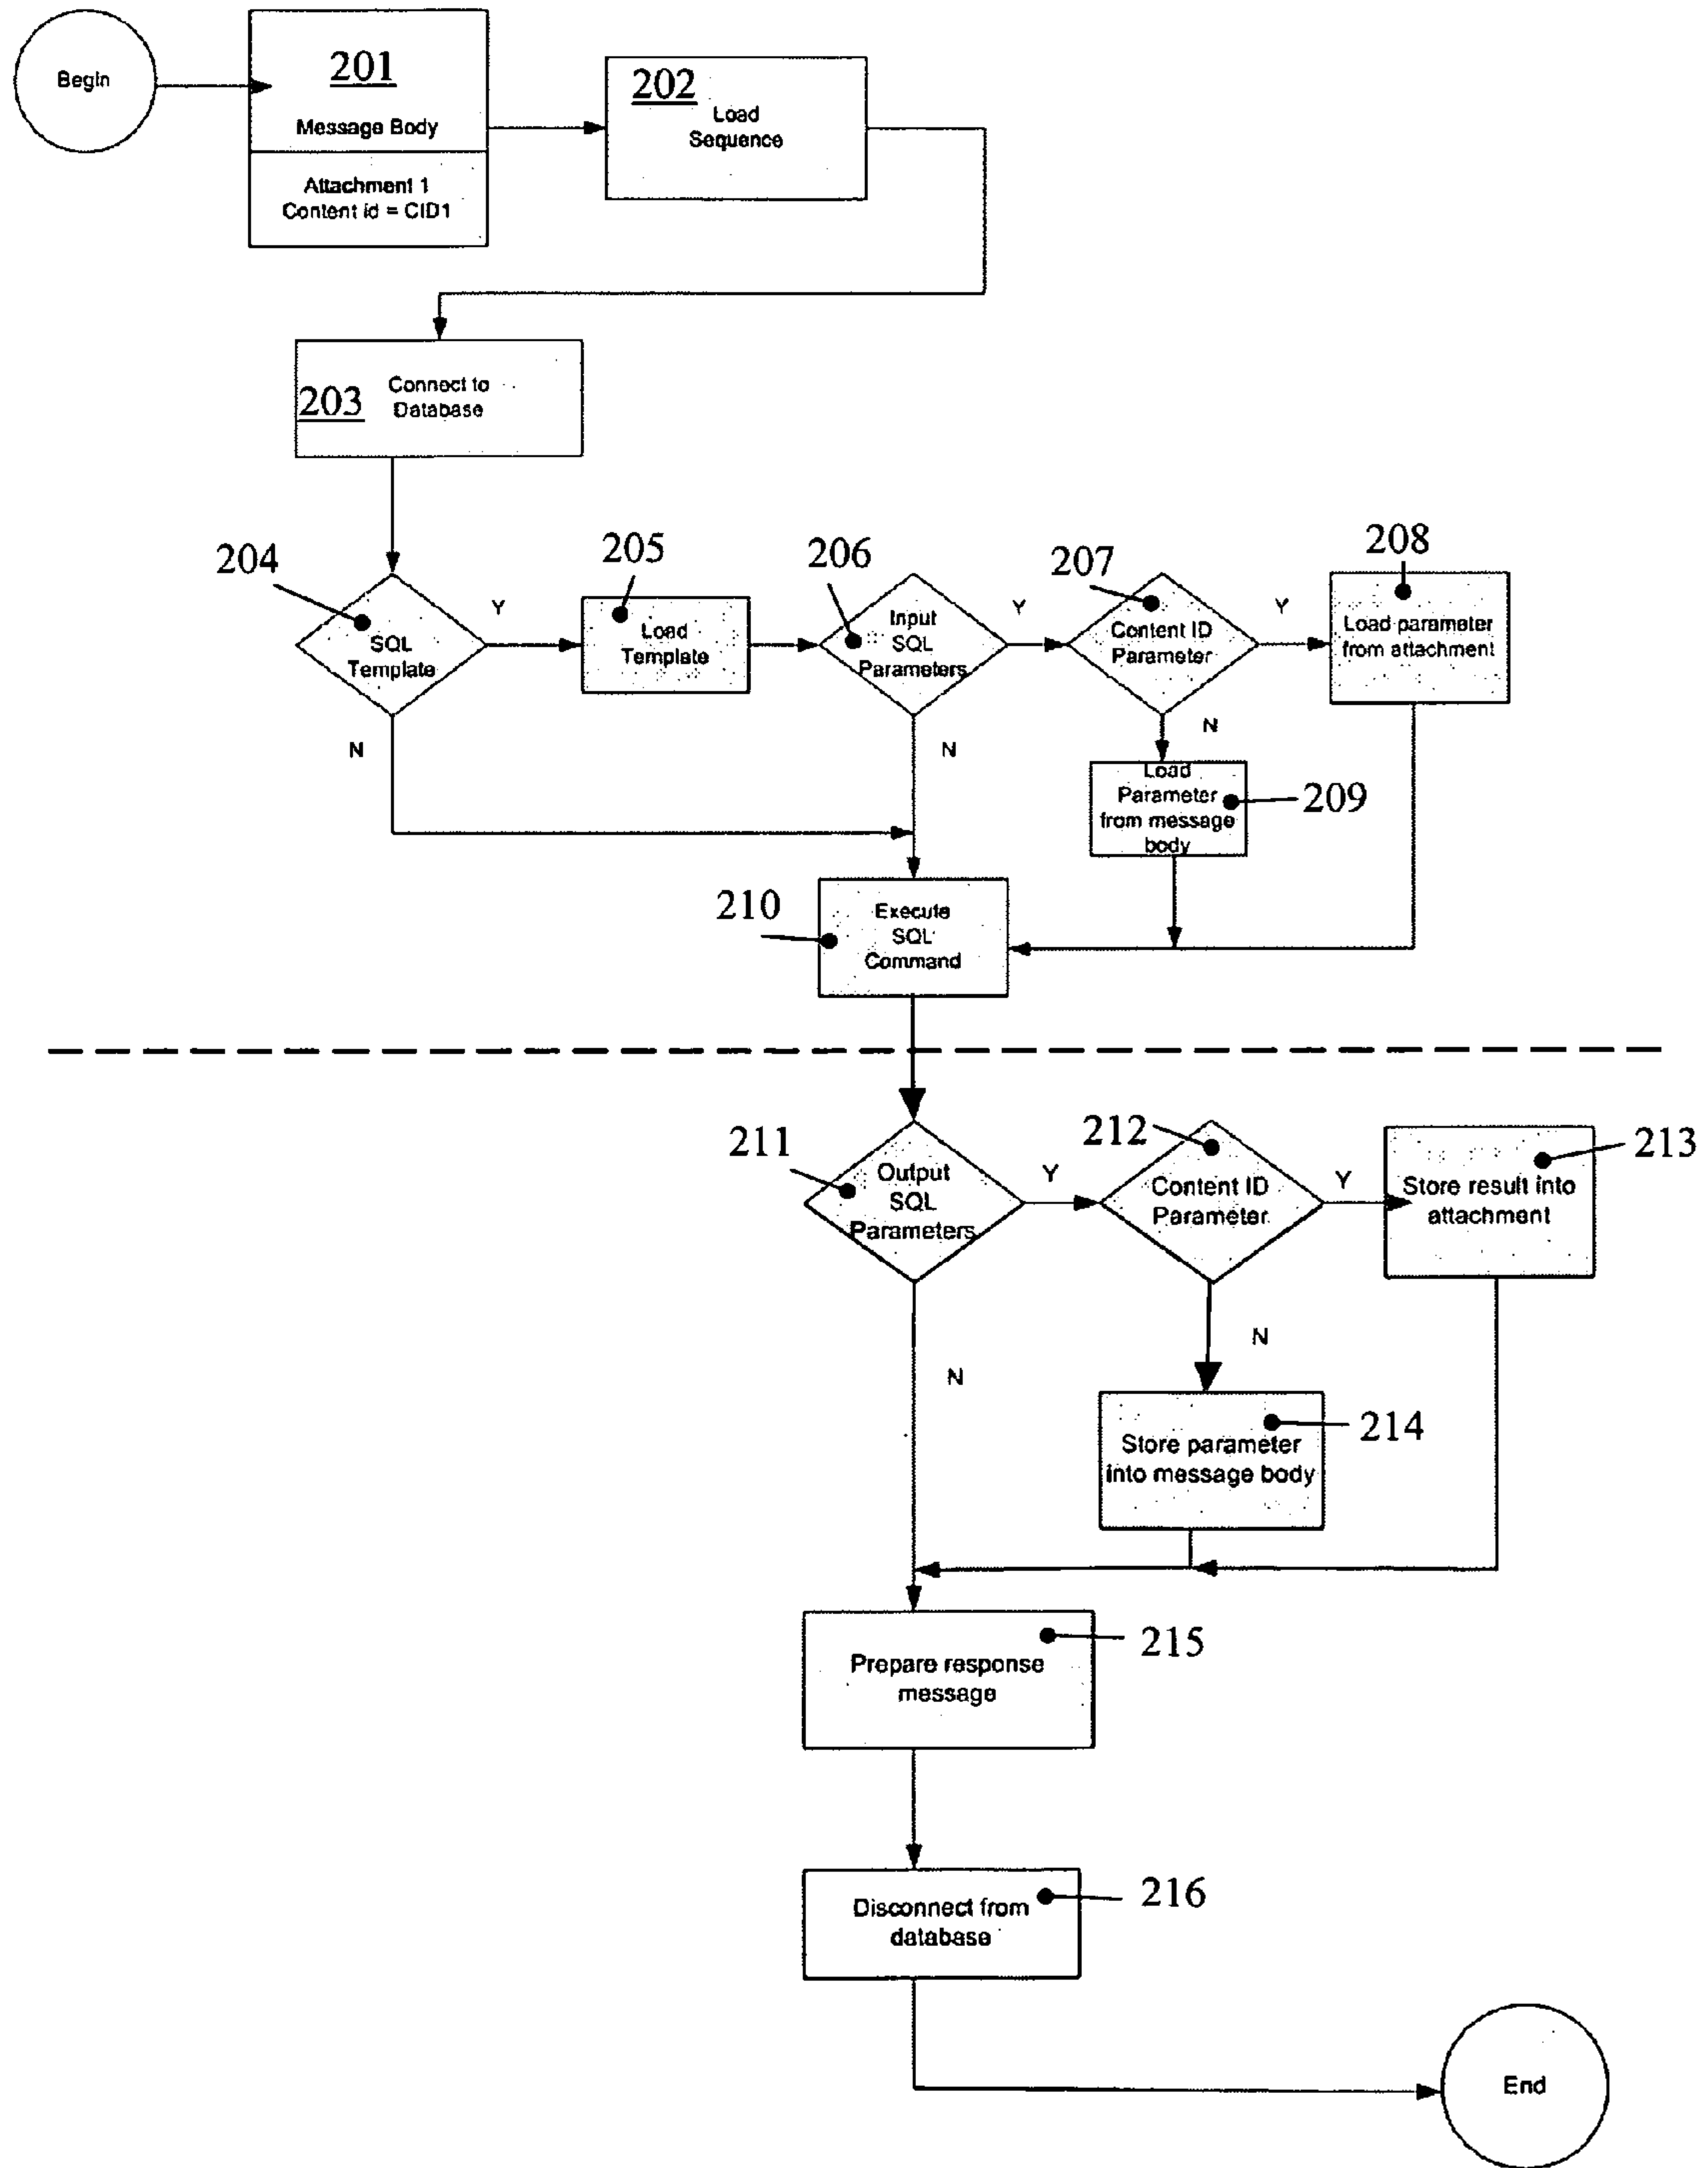 Begin
201
Message Body
Attachment 1
Content id = CID1
202
Load
Sequence
203
Connect to
Database
204
SQL
Template
Y
N
205
Load
Template
206
Input
SQL
Parameters
Y
N
207
Content ID
Parameter
Y
N
208
Load parameter
from attachment
Load
Parameter
from message
body
209
210
Execute
SQL
Command
211
Output
SQL
Parameters
Y
N
212
Content ID
Parameter
Y
N
213
Store result into
attachment
214
Store parameter
into message body
215
Prepare response
message
216
Disconnect from
database
End